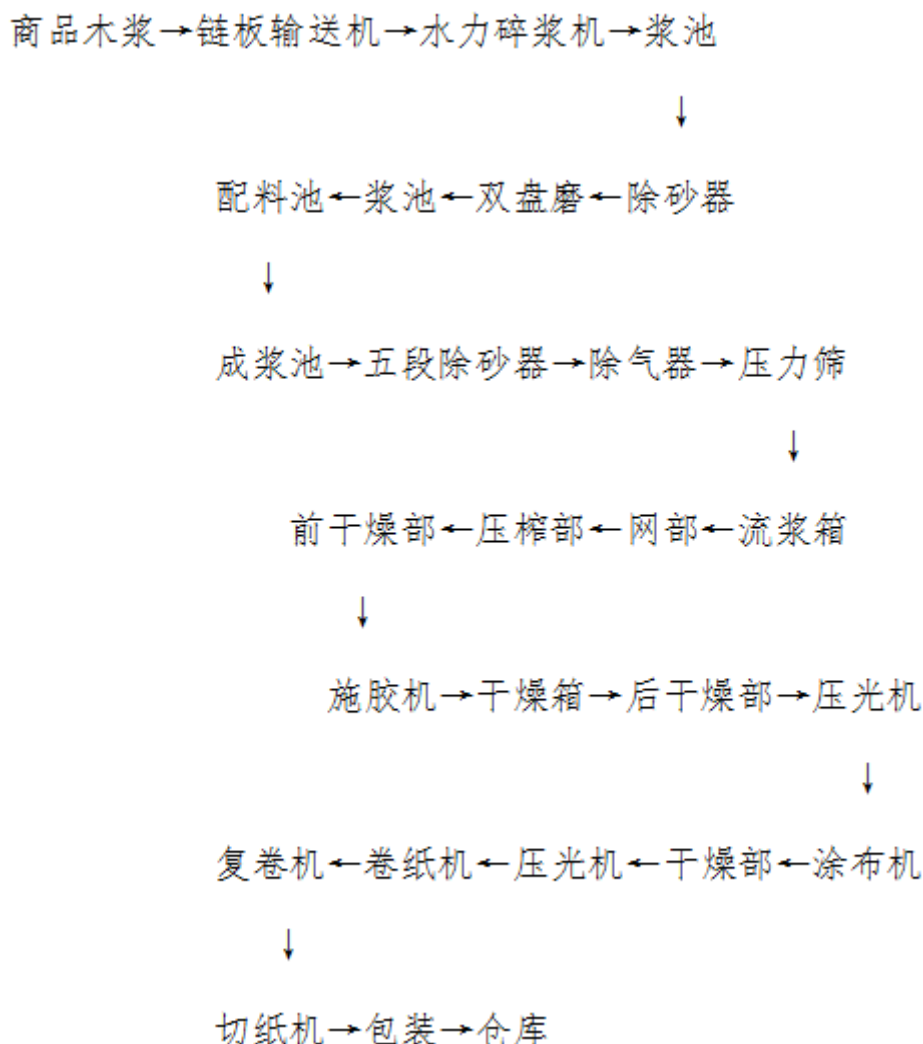 商品木浆→链板输送机→水力碎浆机→浆池
↓
配料池←浆池←双盘磨←除砂器
↓
成浆池→五段除砂器→除气器→压力筛
↓
前干燥部←压榨部←网部←流浆箱
↓
施胶机→干燥箱→后干燥部→压光机
↓
复卷机←卷纸机←压光机←干燥部←涂布机
↓
切纸机→包装→仓库